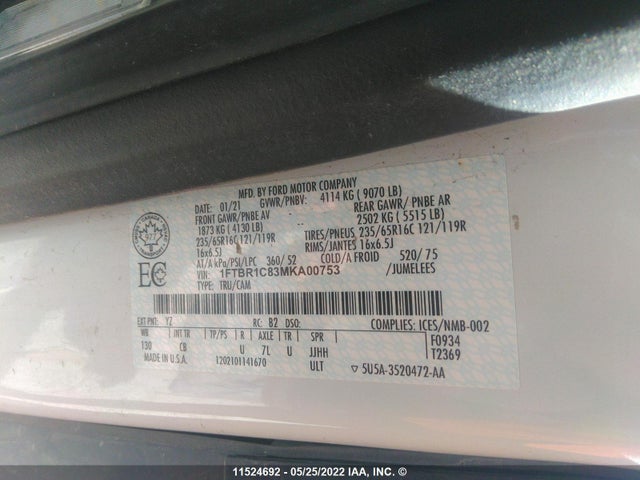 MFD. BY FORD MOTOR COMPANY
01/21 GVWR/PNBV: 4114 KG ( 9070 LB)
FRONT GAWR/PNBE AV REAR GAWR/ PNBE AR
1873 KG ( 4130 LB) 2502 KG ( 5515 LB)
235/65R16C 121/119R TIRES/PNEUS 235/65R16C 121/119R
16x6.5J RIMS/JANTES 16x6.5J
AT/A kPa/PSI/LPC 360/ 52 COLD/A FROID 520/ 75
VIN: 1FTBR1C83MKA00753 /JUMELEES
TYPE: TRU/CAM
EC
EXT PNT: YZ RC: 82 DSO: COMPLIES: ICES/NMB-002
WB INT TR TP/PS R AXLE TR SPR F0934
130 CB U 7L U JJHH T2369
MADE IN U.S.A. 1202101141670 ULT ▽ 5U5A-3520472-AA
11524692 - 05/25/2022 IAA, INC. ©